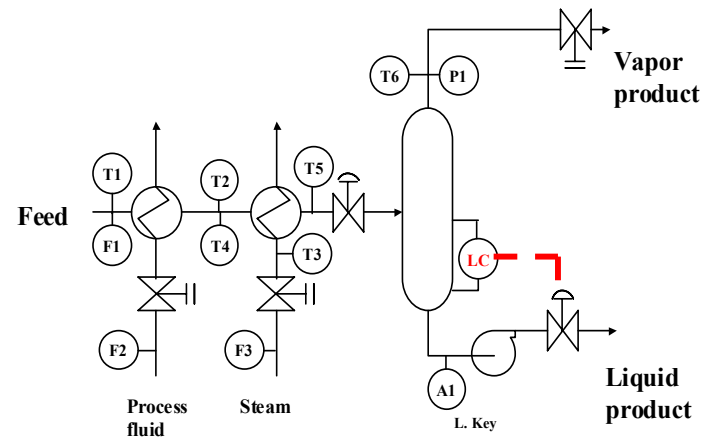 T6
P1
Vapor
product
T1
T2
T5
Feed
F1
T4
T3
LC
F2
F3
A1
Process
fluid
Steam
L. Key
Liquid
product